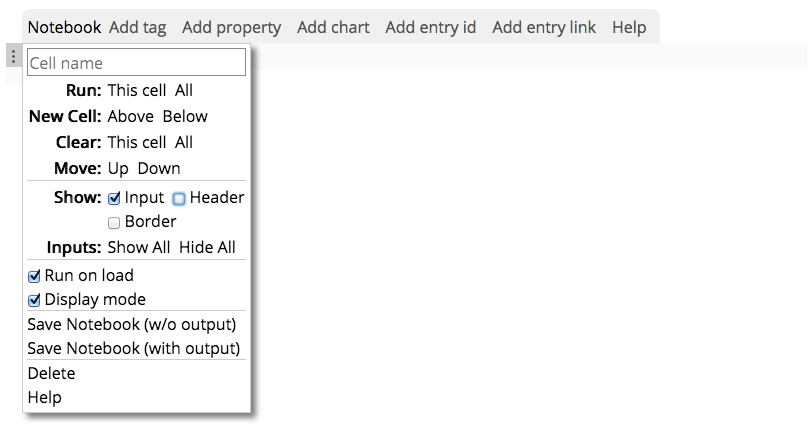 Notebook Add tag Add property Add chart Add entry id Add entry link Help
Cell name
Run: This cell All
New Cell: Above Below
Clear: This cell All
Move: Up Down
Show: Input Header
Border
Inputs: Show All Hide All
Run on load
Display mode
Save Notebook (w/o output)
Save Notebook (with output)
Delete
Help